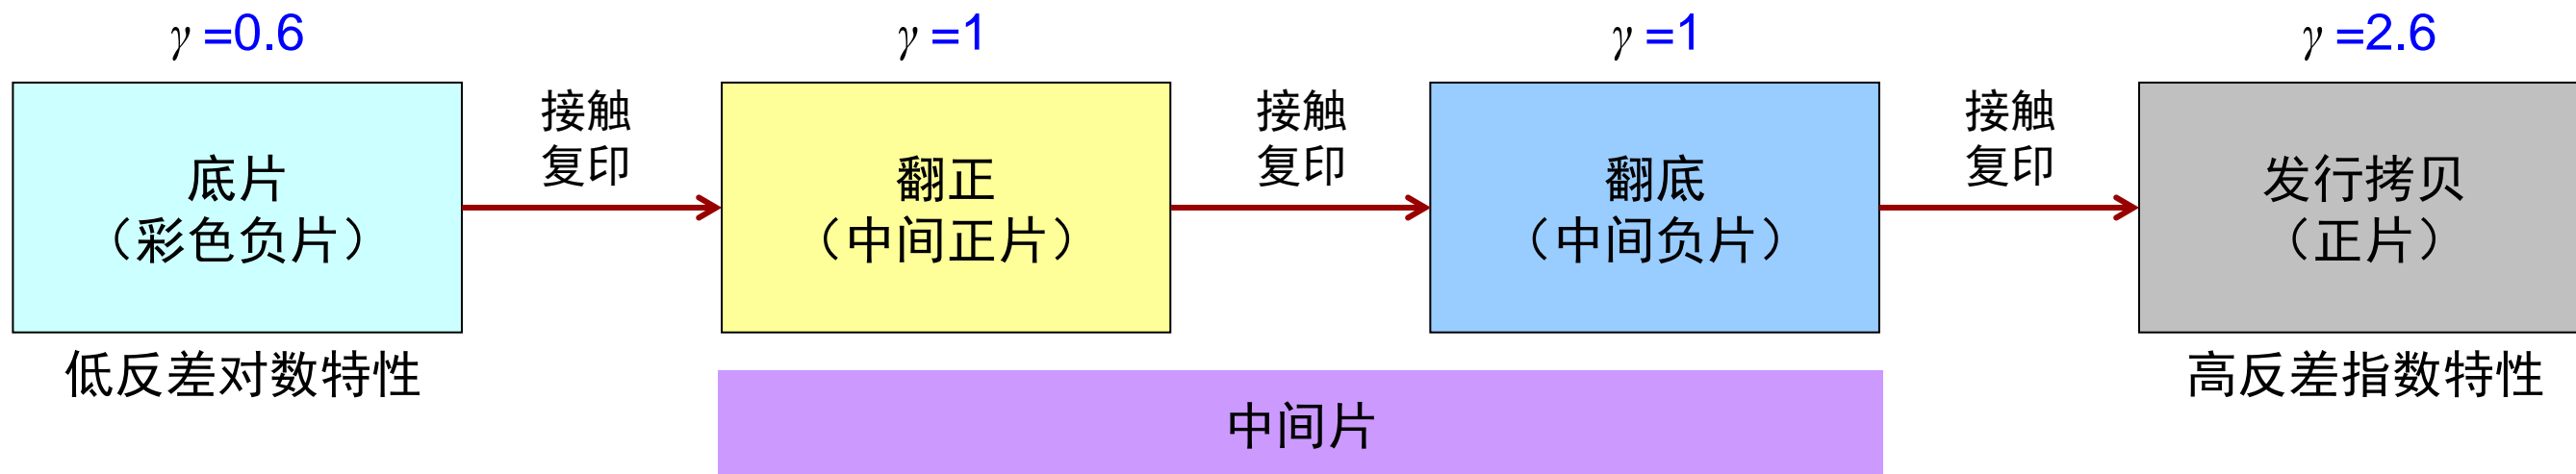 γ =0.6
γ =1
γ =1
γ =2.6
底片
（彩色负片）
接触
复印
翻正
（中间正片）
接触
复印
翻底
（中间负片）
接触
复印
发行拷贝
（正片）
低反差对数特性
中间片
高反差指数特性